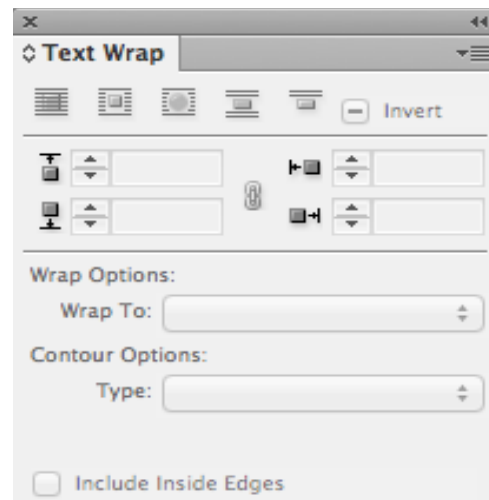 Text Wrap
Invert
Wrap Options:
Wrap To:
Contour Options:
Type:
Include Inside Edges